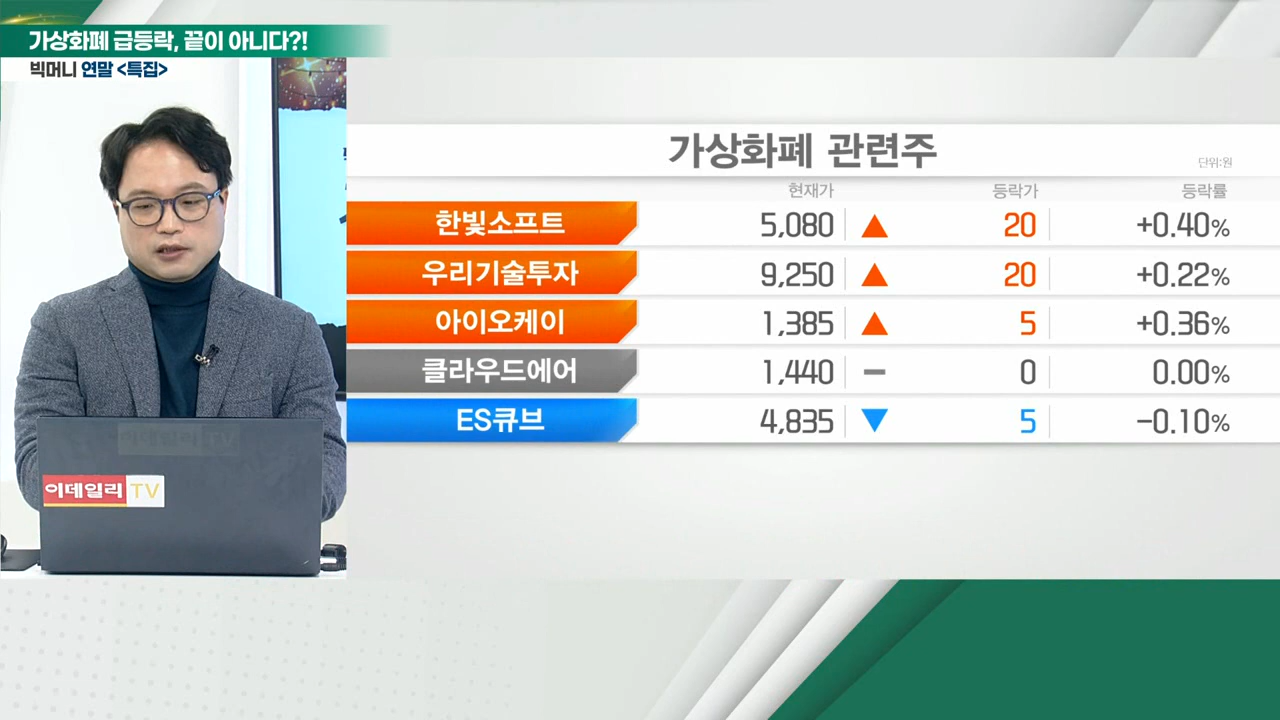 가상화폐 급등락, 끝이 아니다?!
빅머니 연말 <특집>
가상화폐 관련주
단위:원
현재가 등락가 등락률
한빛소프트 5,080 ▲ 20 +0.40%
우리기술투자 9,250 ▲ 20 +0.22%
아이오케이 1,385 ▲ 5 +0.36%
클라우드에어 1,440 − 0 0.00%
ES큐브 4,835 ▼ 5 −0.10%
이데일리 TV